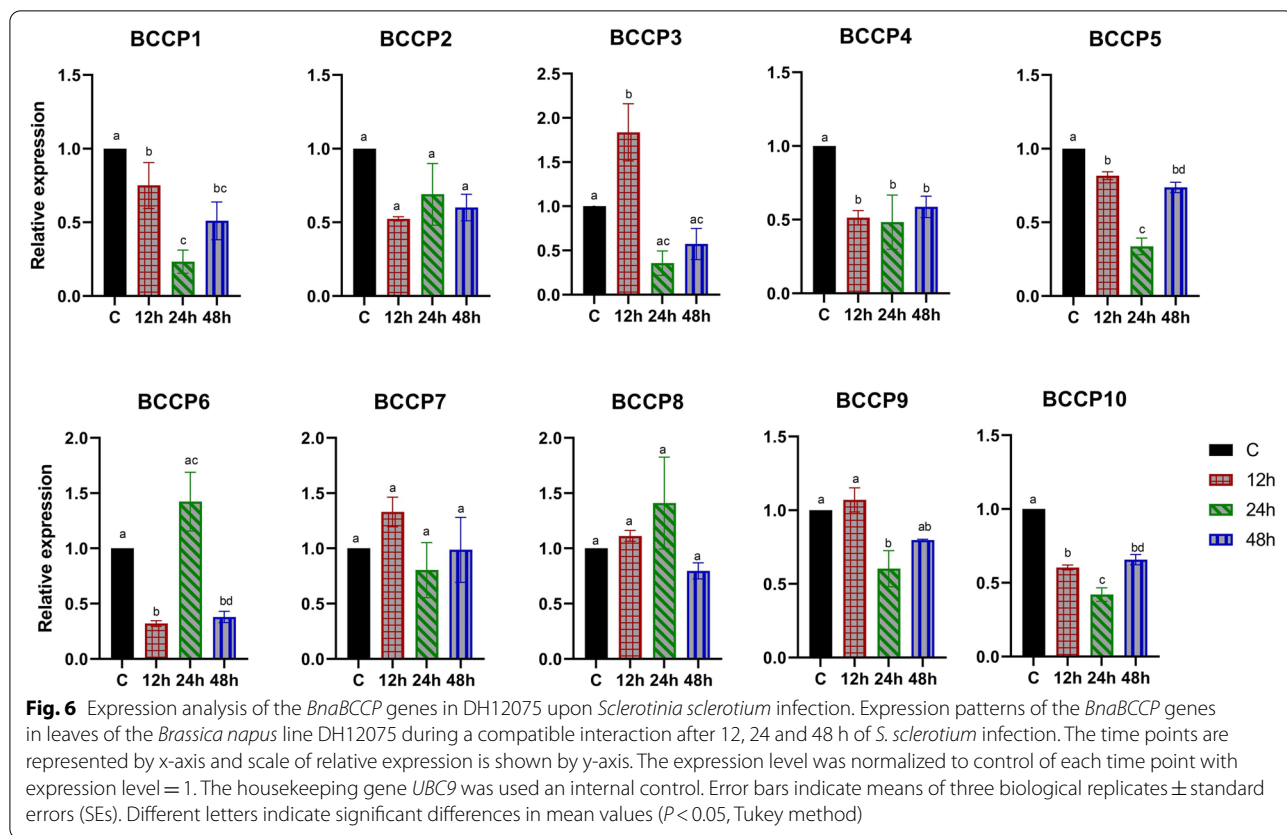 BCCP1
BCCP2
BCCP3
BCCP4
BCCP5
Relative expression
1.5
1.0
0.5
0.0
a
b
c
bc
C 12h 24h 48h
1.5
1.0
0.5
0.0
a
a
a
a
C 12h 24h 48h
2.5
2.0
1.5
1.0
0.5
0.0
a
b
ac
ac
C 12h 24h 48h
1.5
1.0
0.5
0.0
a
b
b
b
C 12h 24h 48h
1.5
1.0
0.5
0.0
a
b
c
bd
C 12h 24h 48h
BCCP6
BCCP7
BCCP8
BCCP9
BCCP10
Relative expression
2.0
1.5
1.0
0.5
0.0
a
b
ac
bd
C 12h 24h 48h
2.0
1.5
1.0
0.5
0.0
a
a
a
a
C 12h 24h 48h
2.0
1.5
1.0
0.5
0.0
a
a
a
a
C 12h 24h 48h
1.5
1.0
0.5
0.0
a
a
b
ab
C 12h 24h 48h
1.5
1.0
0.5
0.0
a
b
c
bd
C 12h 24h 48h
C
12h
24h
48h
Fig. 6 Expression analysis of the BnaBCCP genes in DH12075 upon Sclerotinia sclerotium infection. Expression patterns of the BnaBCCP genes
in leaves of the Brassica napus line DH12075 during a compatible interaction after 12, 24 and 48 h of S. sclerotium infection. The time points are
represented by x-axis and scale of relative expression is shown by y-axis. The expression level was normalized to control of each time point with
expression level = 1. The housekeeping gene UBC9 was used an internal control. Error bars indicate means of three biological replicates ± standard
errors (SEs). Different letters indicate significant differences in mean values (P < 0.05, Tukey method)